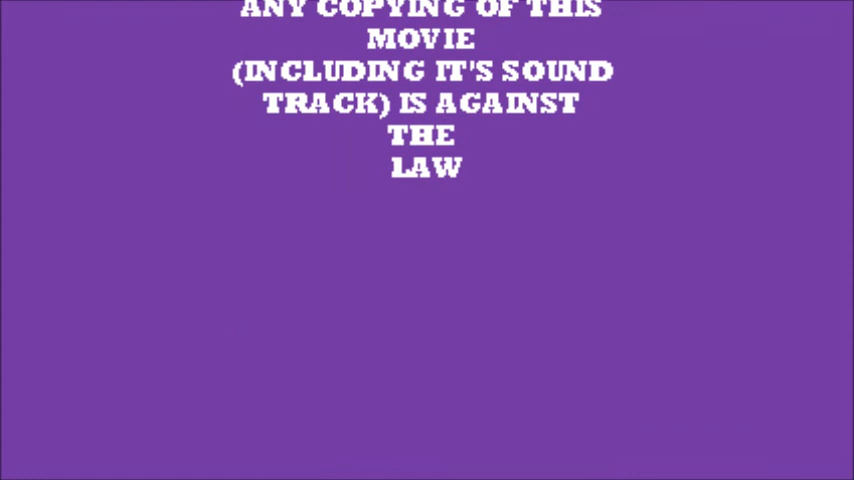 ANY COPYING OF THIS
MOVIE
(INCLUDING IT'S SOUND
TRACK) IS AGAINST
THE
LAW